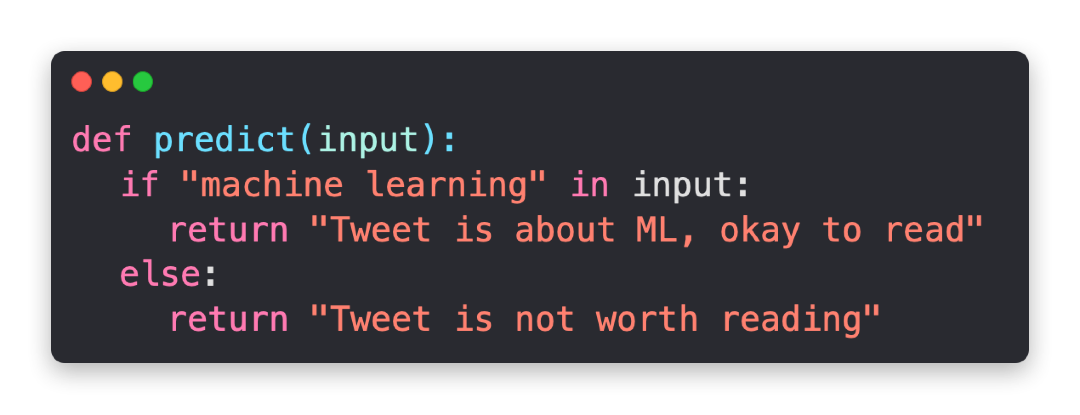 def predict(input):
  if "machine learning" in input:
    return "Tweet is about ML, okay to read"
  else:
    return "Tweet is not worth reading"